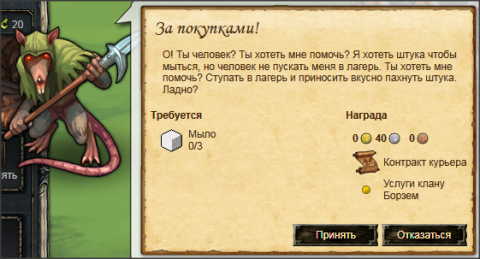 20
За покупками!
О! Ты человек? Ты хотеть мне помочь? Я хотеть штука чтобы
мыться, но человек не пускать меня в лагерь. Ты хотеть мне
помочь? Ступать в лагерь и приносить вкусно пахнуть штука.
Ладно?
Требуется
Награда
Мыло
0/3
0 40 0
Контракт курьера
Услуги клану
Борзем
ять
Принять
Отказаться